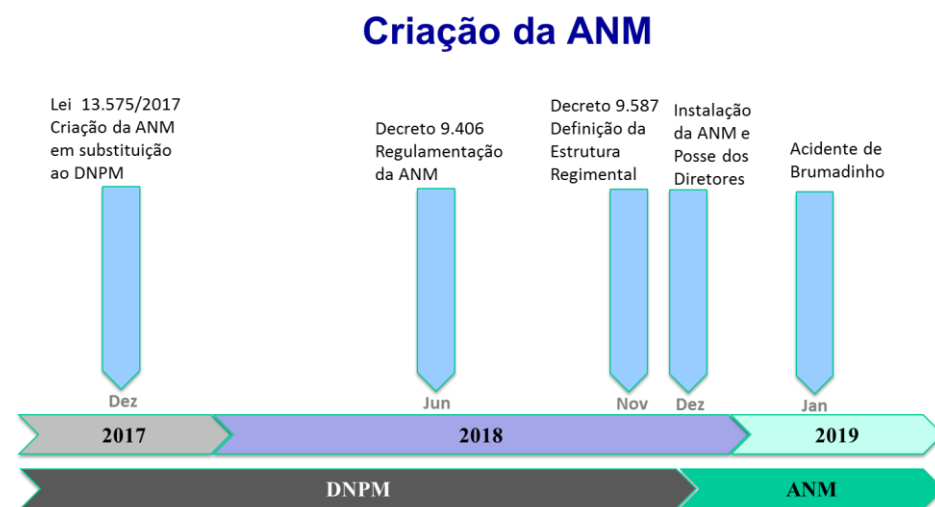 Criação da ANM
Lei 13.575/2017
Criação da ANM
em substituição
ao DNPM
Decreto 9.406
Regulamentação
da ANM
Decreto 9.587
Definição da
Estrutura
Regimental
Instalação
da ANM e
Posse dos
Diretores
Acidente de
Brumadinho
Dez
Jun
Nov
Dez
Jan
2017
2018
2019
DNPM
ANM